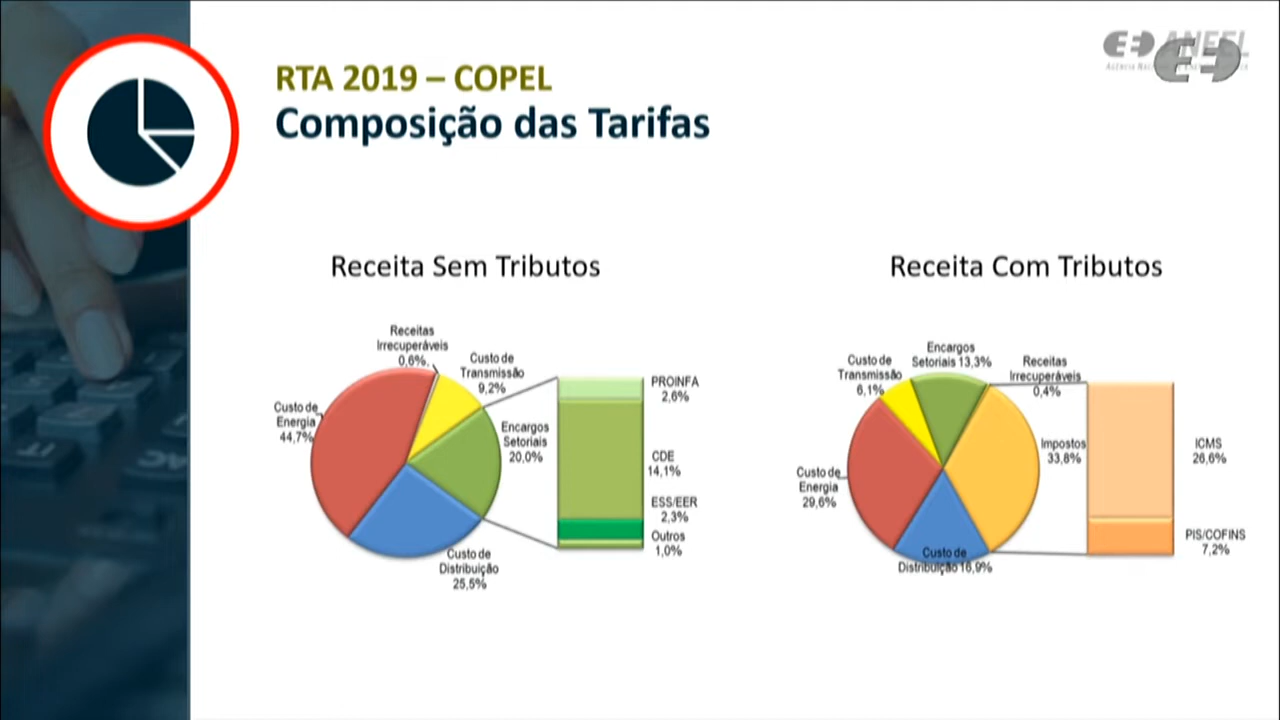 ANEEL
RTA 2019 – COPEL
Composição das Tarifas
Receita Sem Tributos
Receitas
Irrecuperáveis
0,6%
Custo de
Transmissão
9,2%
Custo de
Energia
44,7%
Encargos
Setoriais
20,0%
Custo de
Distribuição
25,5%
PROINFA
2,6%
CDE
14,1%
ESS/EER
2,3%
Outros
1,0%
Receita Com Tributos
Encargos
Setoriais 13,3%
Custo de
Transmissão
6,1%
Receitas
Irrecuperáveis
0,4%
Impostos
33,8%
Custo de
Energia
29,6%
Custo de
Distribuição 16,9%
ICMS
26,6%
PIS/COFINS
7,2%